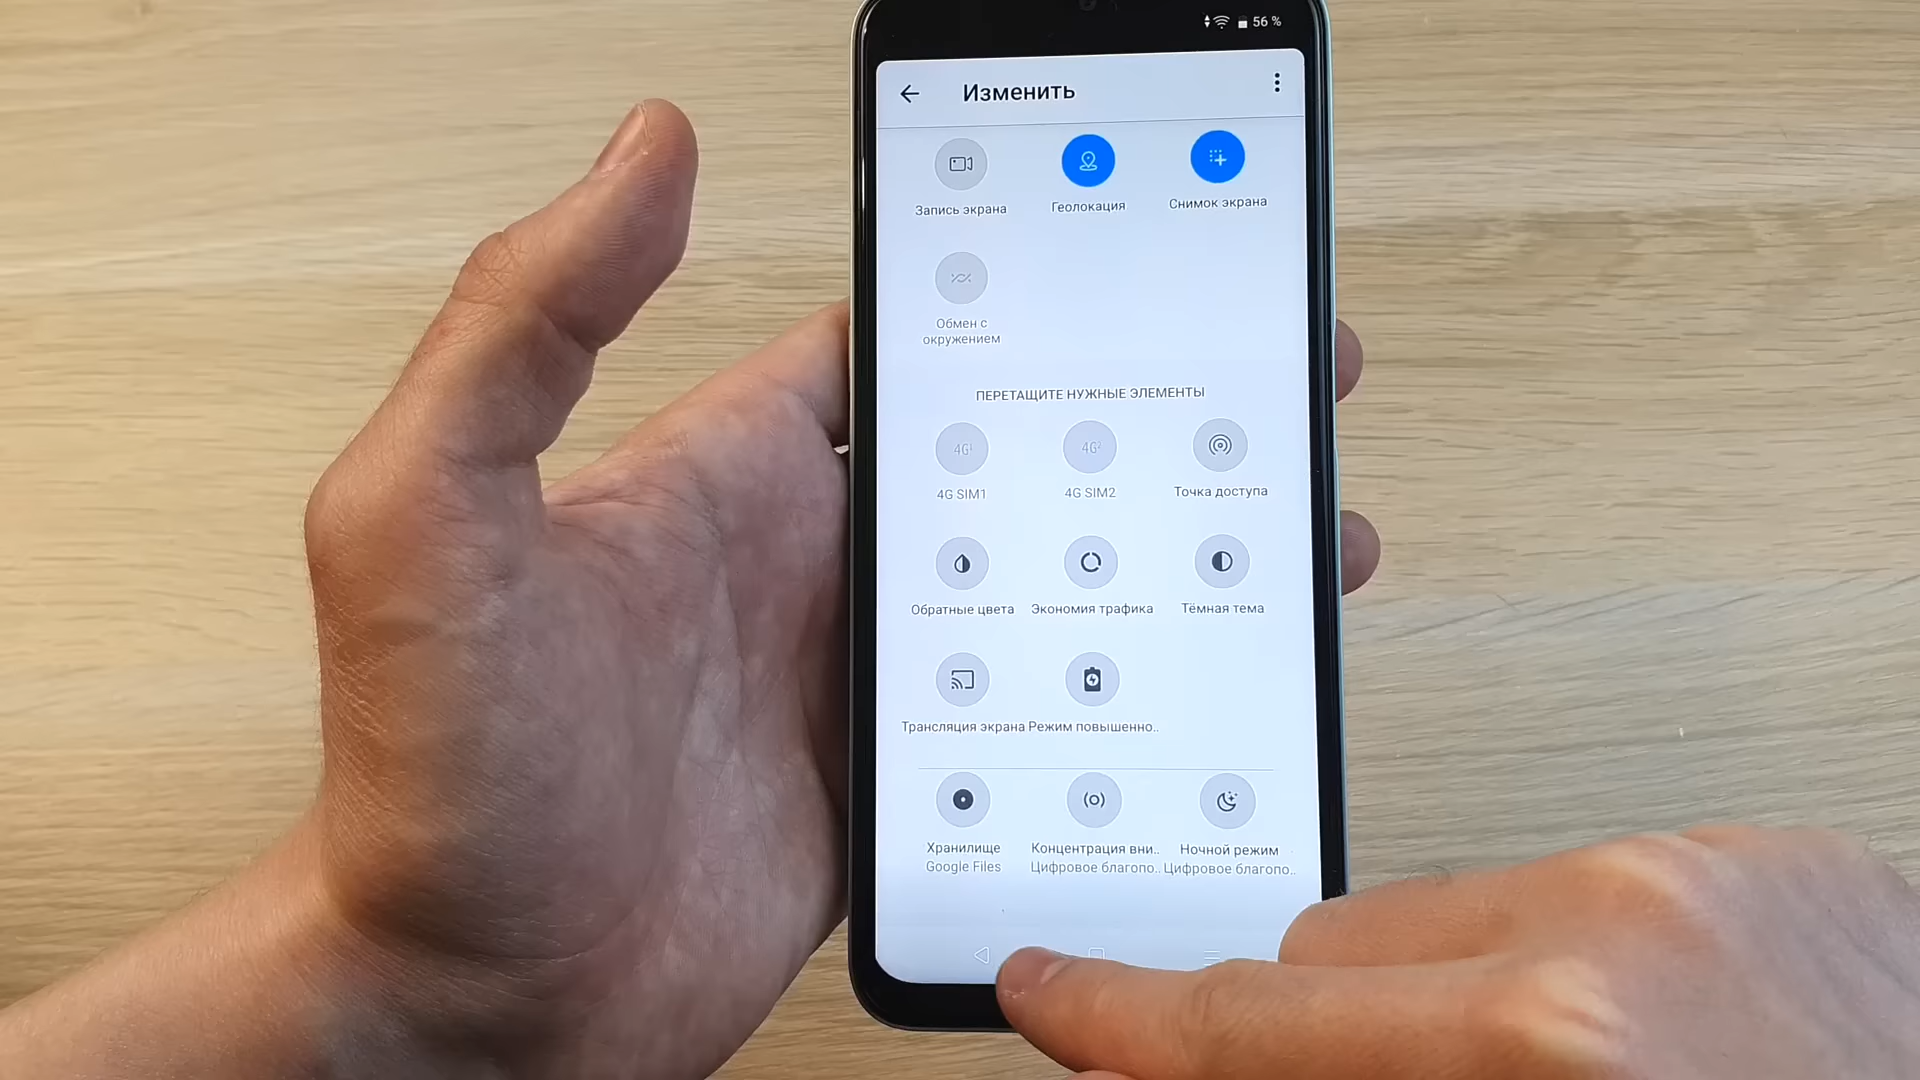 56 %
Изменить
Запись экрана
Геолокация
Снимок экрана
Обмен с
окружением
ПЕРЕТАЩИТЕ НУЖНЫЕ ЭЛЕМЕНТЫ
4G¹
4G²
4G SIM1
4G SIM2
Точка доступа
Обратные цвета
Экономия трафика
Тёмная тема
Трансляция экрана
Режим повышенно..
Хранилище
Google Files
Концентрация вни..
Цифровое благопо..
Ночной режим
Цифровое благопо..